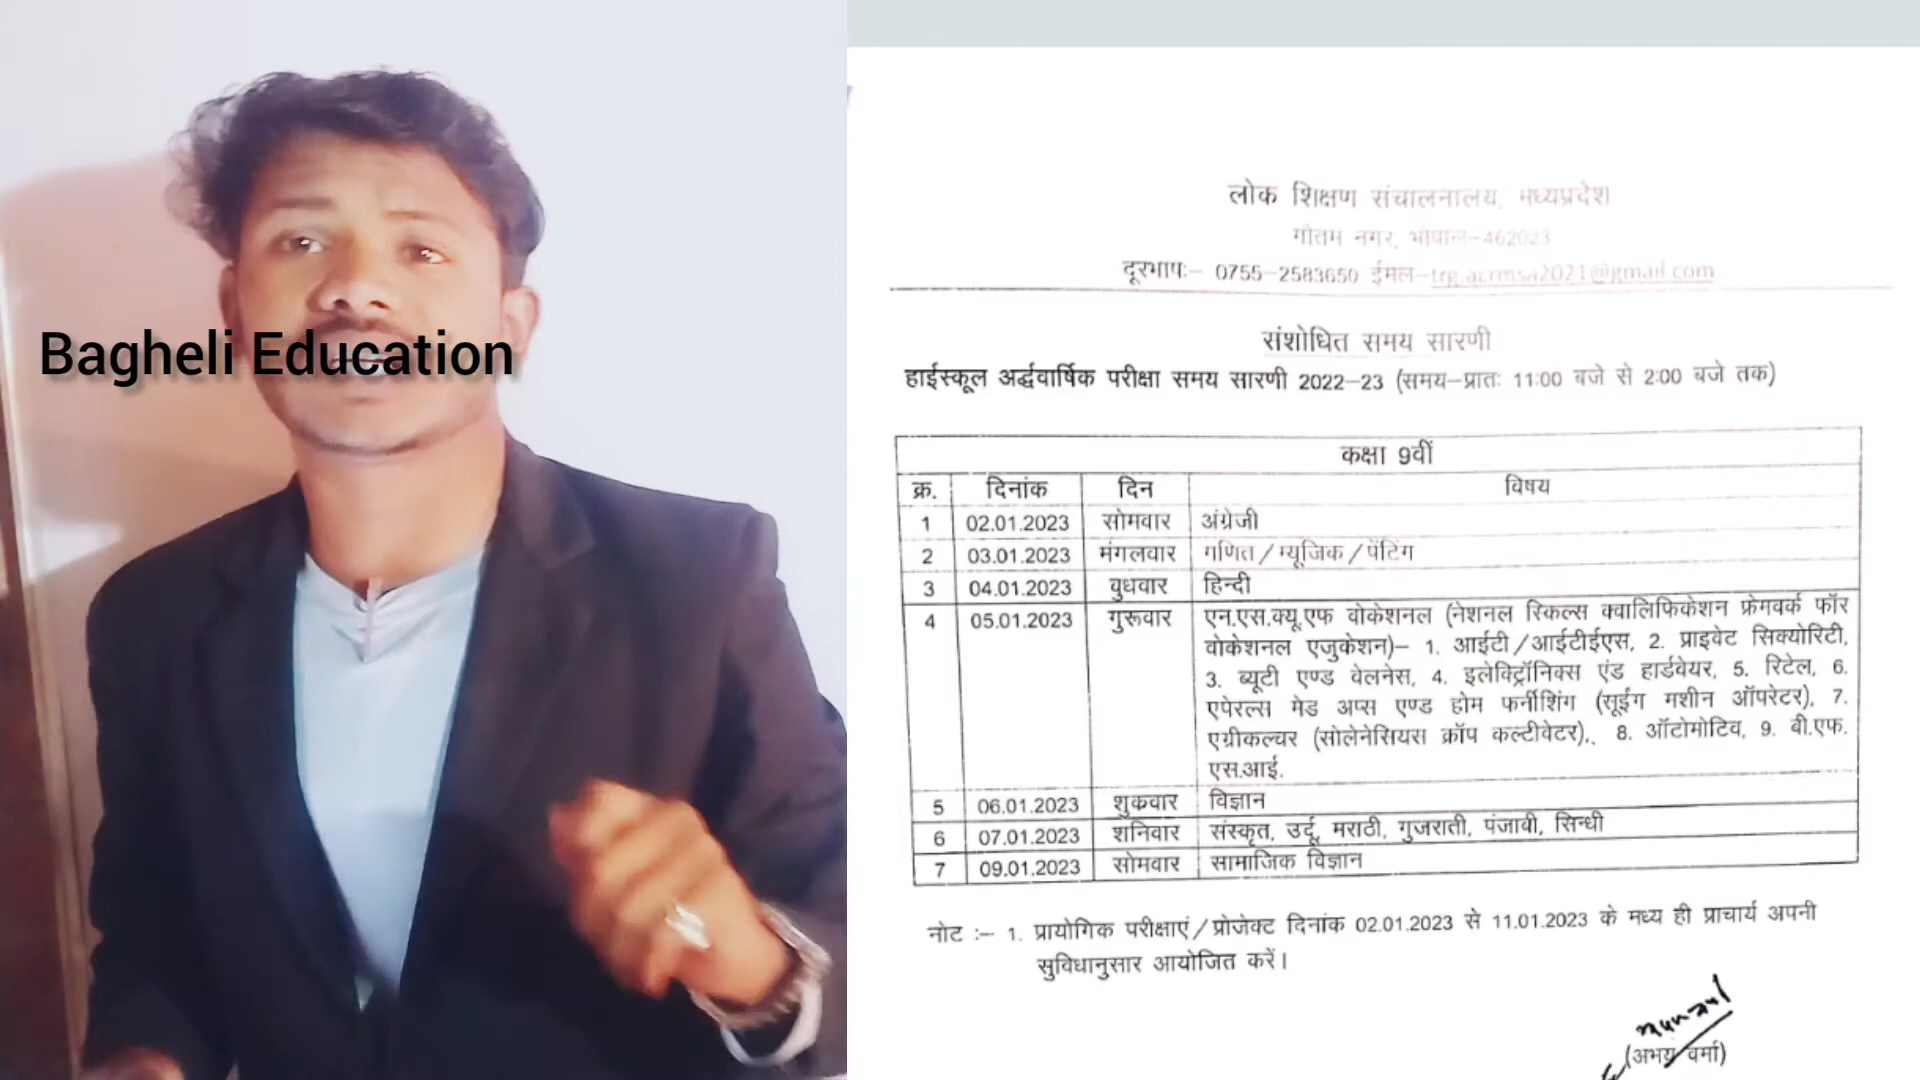 Bagheli Education
लोक शिक्षण संचालनालय, मध्यप्रदेश
गौतम नगर, भोपाल-462023
दूरभाषः- 0755-2583650 ईमेल-trg.acrmsa2021@gmail.com
संशोधित समय सारणी
हाईस्कूल अर्द्धवार्षिक परीक्षा समय सारणी 2022-23 (समय-प्रातः 11:00 बजे से 2:00 बजे तक)
कक्षा 9वीं
क्र. दिनांक दिन विषय
1 02.01.2023 सोमवार अंग्रेजी
2 03.01.2023 मंगलवार गणित/म्यूजिक/पेंटिंग
3 04.01.2023 बुधवार हिन्दी
4 05.01.2023 गुरूवार एन.एस.क्यू.एफ वोकेशनल (नेशनल स्किल्स क्वालिफिकेशन फ्रेमवर्क फॉर
वोकेशनल एजुकेशन)- 1. आईटी/आईटीईएस, 2. प्राइवेट सिक्योरिटी,
3. ब्यूटी एण्ड वेलनेस, 4. इलेक्ट्रॉनिक्स एंड हार्डवेयर, 5. रिटेल, 6.
एपेरल्स मेड अप्स एण्ड होम फर्नीशिंग (सूईंग मशीन ऑपरेटर), 7.
एग्रीकल्चर (सोलेनेसियस क्रॉप कल्टीवेटर),, 8. ऑटोमोटिव, 9. बी.एफ.
एस.आई.
5 06.01.2023 शुकवार विज्ञान
6 07.01.2023 शनिवार संस्कृत, उर्दू, मराठी, गुजराती, पंजाबी, सिन्धी
7 09.01.2023 सोमवार सामाजिक विज्ञान
नोट :- 1. प्रायोगिक परीक्षाएं/प्रोजेक्ट दिनांक 02.01.2023 से 11.01.2023 के मध्य ही प्राचार्य अपनी
सुविधानुसार आयोजित करें।
(अभय वर्मा)